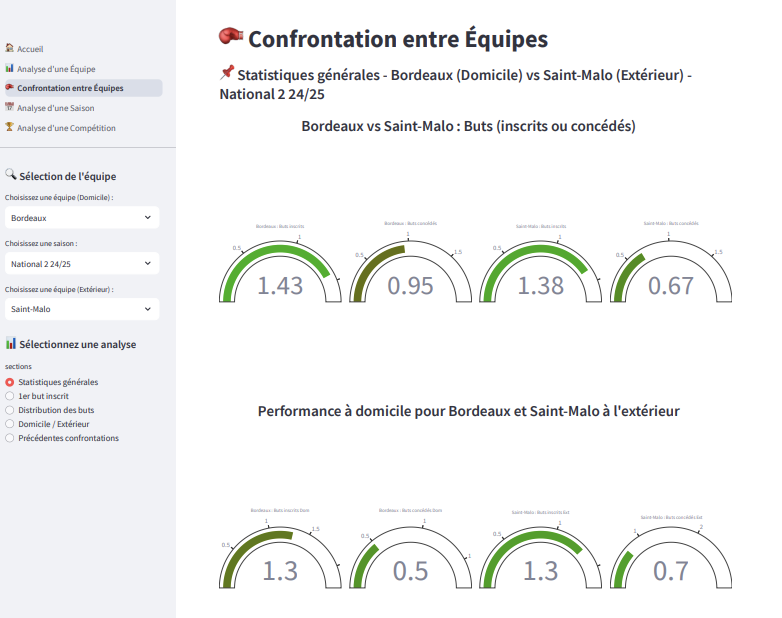 Accueil
Analyse d'une Équipe
Confrontation entre Équipes
Analyse d'une Saison
Analyse d'une Compétition
Sélection de l'équipe
Choisissez une équipe (Domicile) :
Bordeaux
Choisissez une saison :
National 2 24/25
Choisissez une équipe (Extérieur) :
Saint-Malo
Sélectionnez une analyse
sections
Statistiques générales
1er but inscrit
Distribution des buts
Domicile / Extérieur
Précédentes confrontations
Confrontation entre Équipes
Statistiques générales - Bordeaux (Domicile) vs Saint-Malo (Extérieur) -
National 2 24/25
Bordeaux vs Saint-Malo : Buts (inscrits ou concédés)
Bordeaux : Buts inscrits
0.5
1
1.43
Bordeaux : Buts concédés
0.5
1
1.5
0.95
Saint-Malo : Buts inscrits
0.5
1
1.38
Saint-Malo : Buts concédés
0.5
1
1.5
0.67
Performance à domicile pour Bordeaux et Saint-Malo à l'extérieur
Bordeaux : Buts inscrits Dom
0.5
1
1.5
1.3
Bordeaux : Buts concédés Dom
0.5
1
0.5
Saint-Malo : Buts inscrits Ext
0.5
1
1.3
Saint-Malo : Buts concédés Ext
1
2
0.7